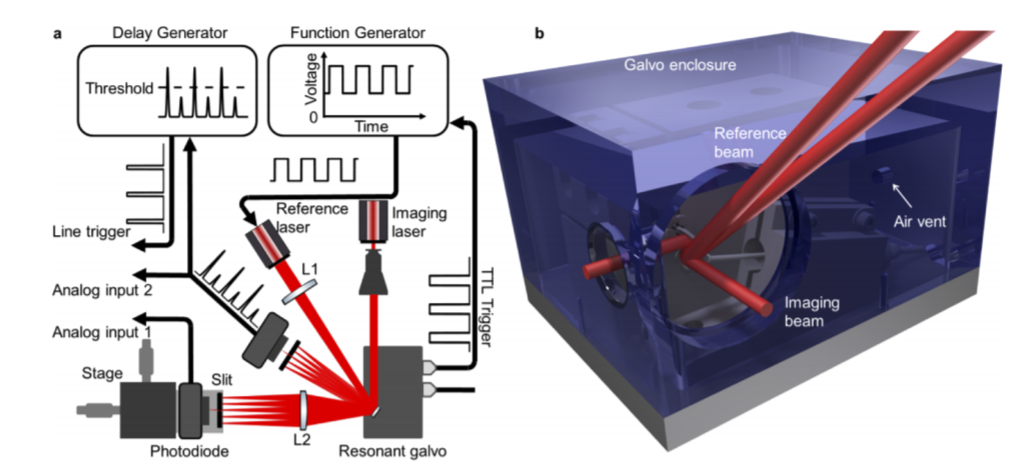 a
Delay Generator
Function Generator
Threshold
Voltage
0
Time
Line trigger
Reference
laser
Imaging
laser
L1
Analog input 2
TTL Trigger
Analog input 1
Stage
Slit
L2
Photodiode
Resonant galvo
b
Galvo enclosure
Reference
beam
Air vent
Imaging
beam